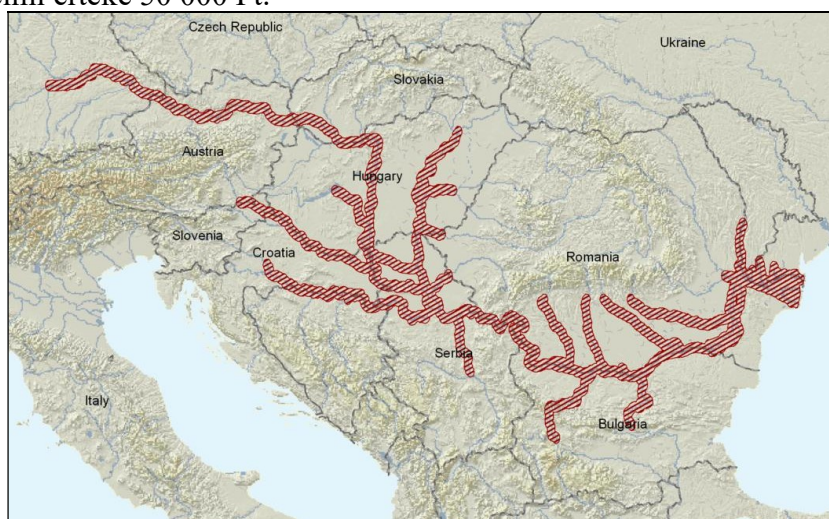 Czech Republic
Ukraine
Slovakia
Austria
Hungary
Slovenia
Croatia
Romania
Serbia
Italy
Bulgaria